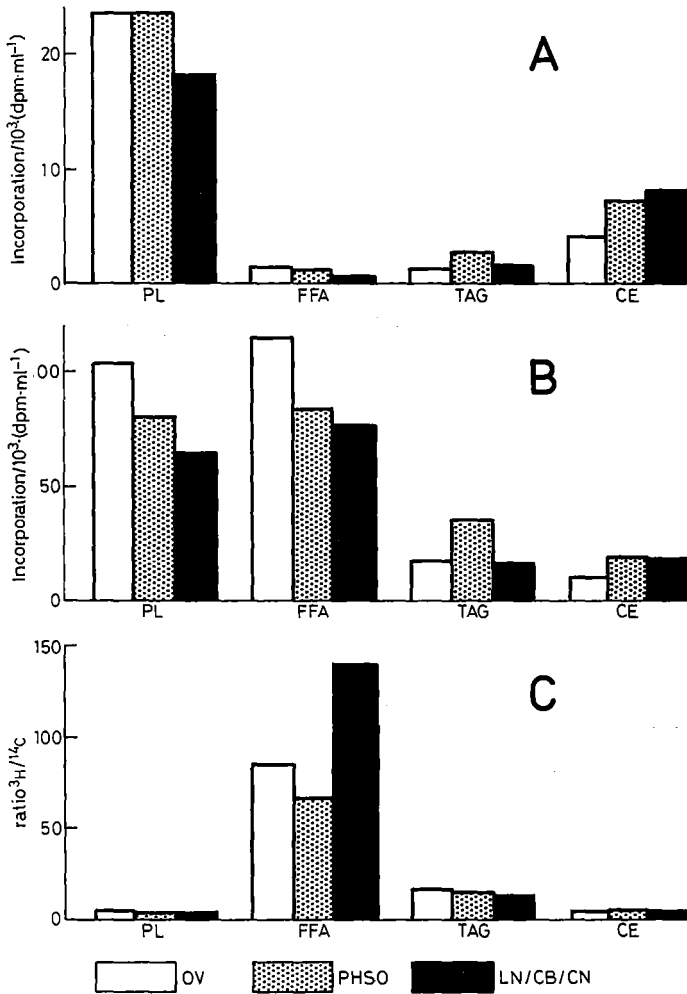 A
Incorporation/10³·(dpm·ml⁻¹)
20
10
0
PL FFA TAG CE
B
Incorporation/10³·(dpm·ml⁻¹)
00
50
0
PL FFA TAG CE
C
ratio ³H/¹⁴C
150
100
50
0
PL FFA TAG CE
OV PHSO LN/CB/CN